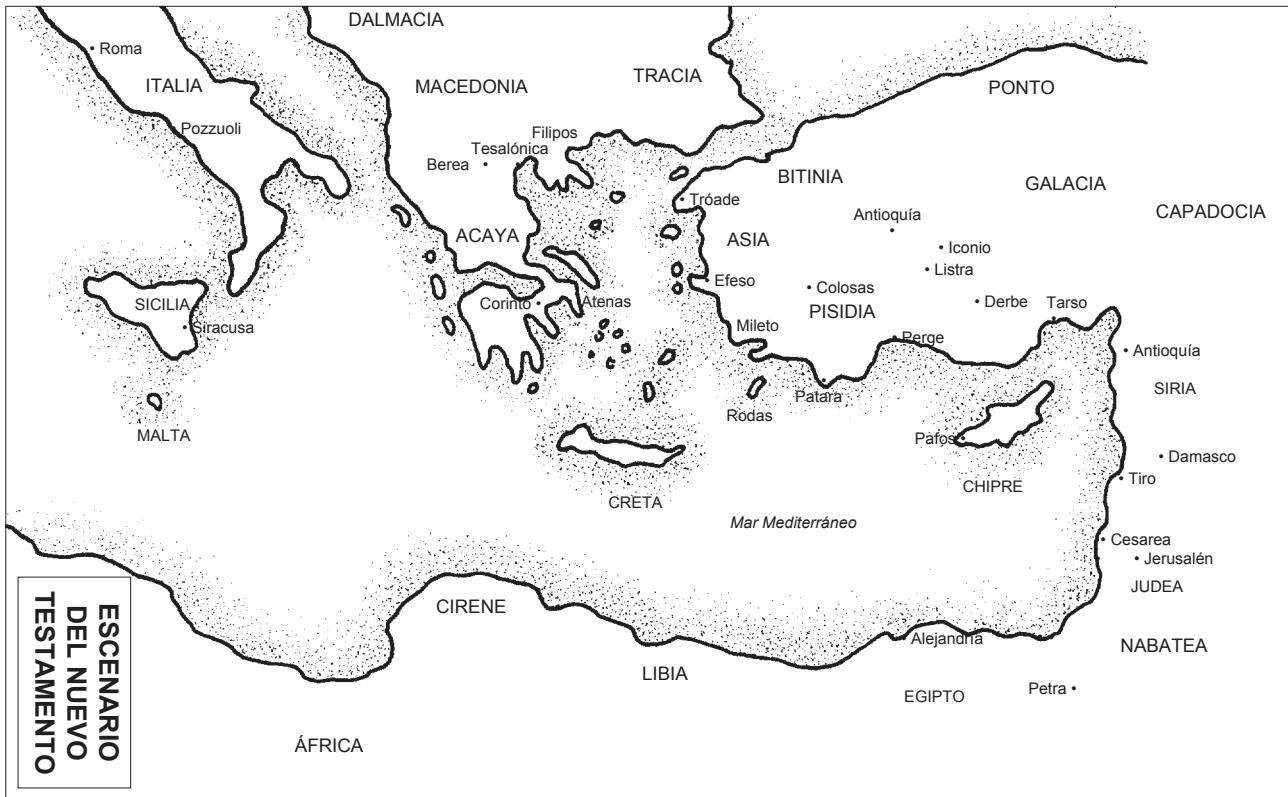 DALMACIA
Roma
ITALIA
MACEDONIA
TRACIA
PONTO
Pozzuoli
Filipos
Tesalónica
Berea
BITINIA
GALACIA
Tróade
CAPADOCIA
Antioquía
ACAYA
ASIA
Iconio
Listra
Efeso
Colosas
SICILIA
Corinto
Atenas
Derbe
Tarso
PISIDIA
Siracusa
Mileto
Perge
Antioquía
SIRIA
Patara
Rodas
MALTA
Pafos
Damasco
Tiro
CHIPRE
CRETA
Mar Mediterráneo
Cesarea
Jerusalén
JUDEA
CIRENE
Alejandría
NABATEA
LIBIA
EGIPTO
Petra
ÁFRICA
ESCENARIO
DEL NUEVO
TESTAMENTO